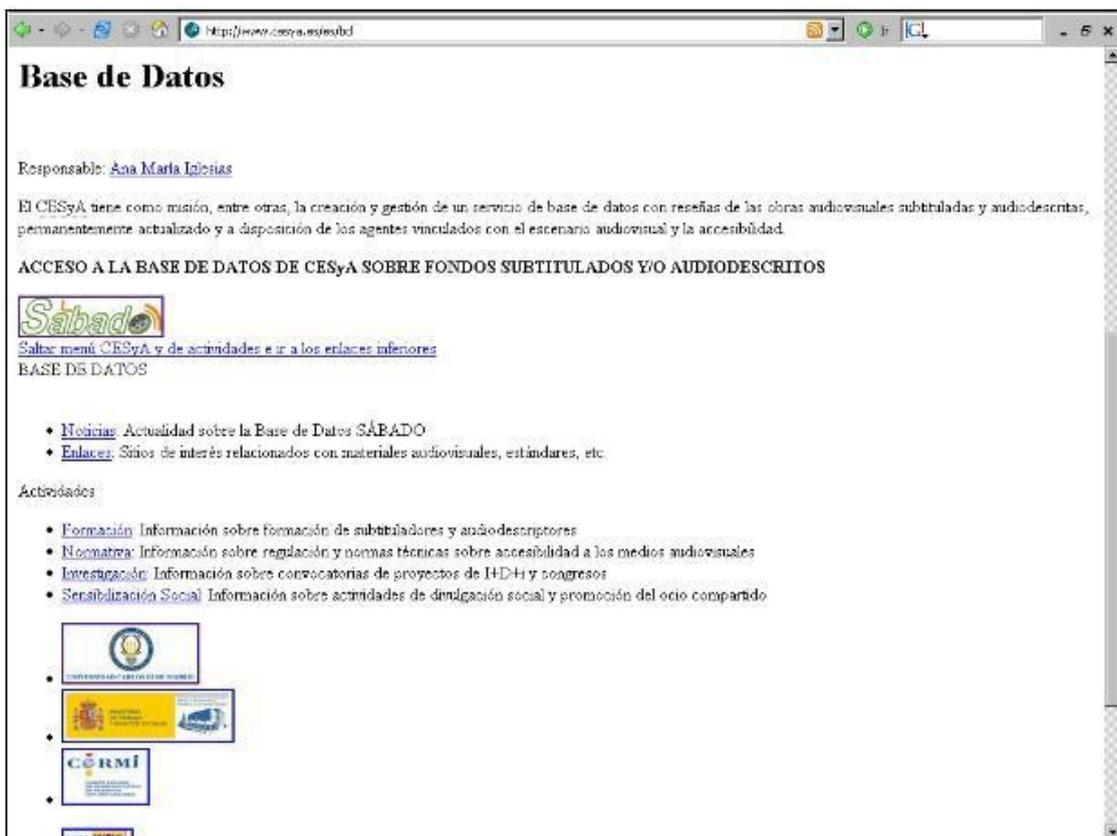 http://www.cesya.es/es/bd
Ir
Base de Datos
Responsable: Ana María Iglesias
El CESyA tiene como misión, entre otras, la creación y gestión de un servicio de base de datos con reseñas de las obras audiovisuales subtituladas y audiodescritas,
permanentemente actualizado y a disposición de los agentes vinculados con el escenario audiovisual y la accesibilidad.
ACCESO A LA BASE DE DATOS DE CESyA SOBRE FONDOS SUBTITULADOS Y/O AUDIODESCRITOS
Sábado
Saltar menú CESyA y de actividades e ir a los enlaces inferiores
BASE DE DATOS
Noticias: Actualidad sobre la Base de Datos SÁBADO
Enlaces: Sitios de interés relacionados con materiales audiovisuales, estándares, etc.
Actividades
Formación: Información sobre formación de subtituladores y audiodescriptores
Normativa: Información sobre regulación y normas técnicas sobre accesibilidad a los medios audiovisuales
Investigación: Información sobre convocatorias de proyectos de I+D+i y congresos
Sensibilización Social: Información sobre actividades de divulgación social y promoción del ocio compartido
UNIVERSIDAD CARLOS III DE MADRID
CERMI